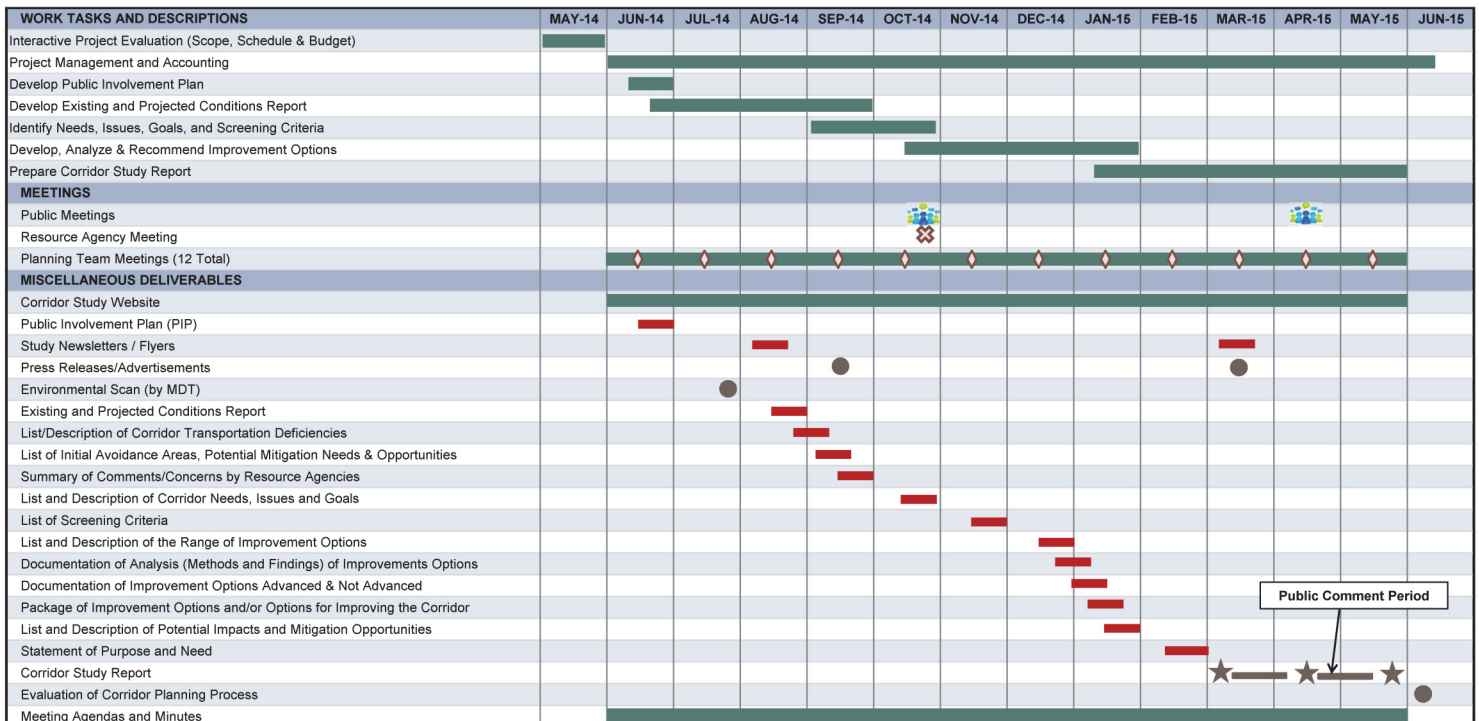 WORK TASKS AND DESCRIPTIONS MAY-14 JUN-14 JUL-14 AUG-14 SEP-14 OCT-14 NOV-14 DEC-14 JAN-15 FEB-15 MAR-15 APR-15 MAY-15 JUN-15
Interactive Project Evaluation (Scope, Schedule & Budget)
Project Management and Accounting
Develop Public Involvement Plan
Develop Existing and Projected Conditions Report
Identify Needs, Issues, Goals, and Screening Criteria
Develop, Analyze & Recommend Improvement Options
Prepare Corridor Study Report
MEETINGS
Public Meetings
Resource Agency Meeting
Planning Team Meetings (12 Total)
MISCELLANEOUS DELIVERABLES
Corridor Study Website
Public Involvement Plan (PIP)
Study Newsletters / Flyers
Press Releases/Advertisements
Environmental Scan (by MDT)
Existing and Projected Conditions Report
List/Description of Corridor Transportation Deficiencies
List of Initial Avoidance Areas, Potential Mitigation Needs & Opportunities
Summary of Comments/Concerns by Resource Agencies
List and Description of Corridor Needs, Issues and Goals
List of Screening Criteria
List and Description of the Range of Improvement Options
Documentation of Analysis (Methods and Findings) of Improvements Options
Documentation of Improvement Options Advanced & Not Advanced
Package of Improvement Options and/or Options for Improving the Corridor
Public Comment Period
List and Description of Potential Impacts and Mitigation Opportunities
Statement of Purpose and Need
Corridor Study Report
Evaluation of Corridor Planning Process
Meeting Agendas and Minutes